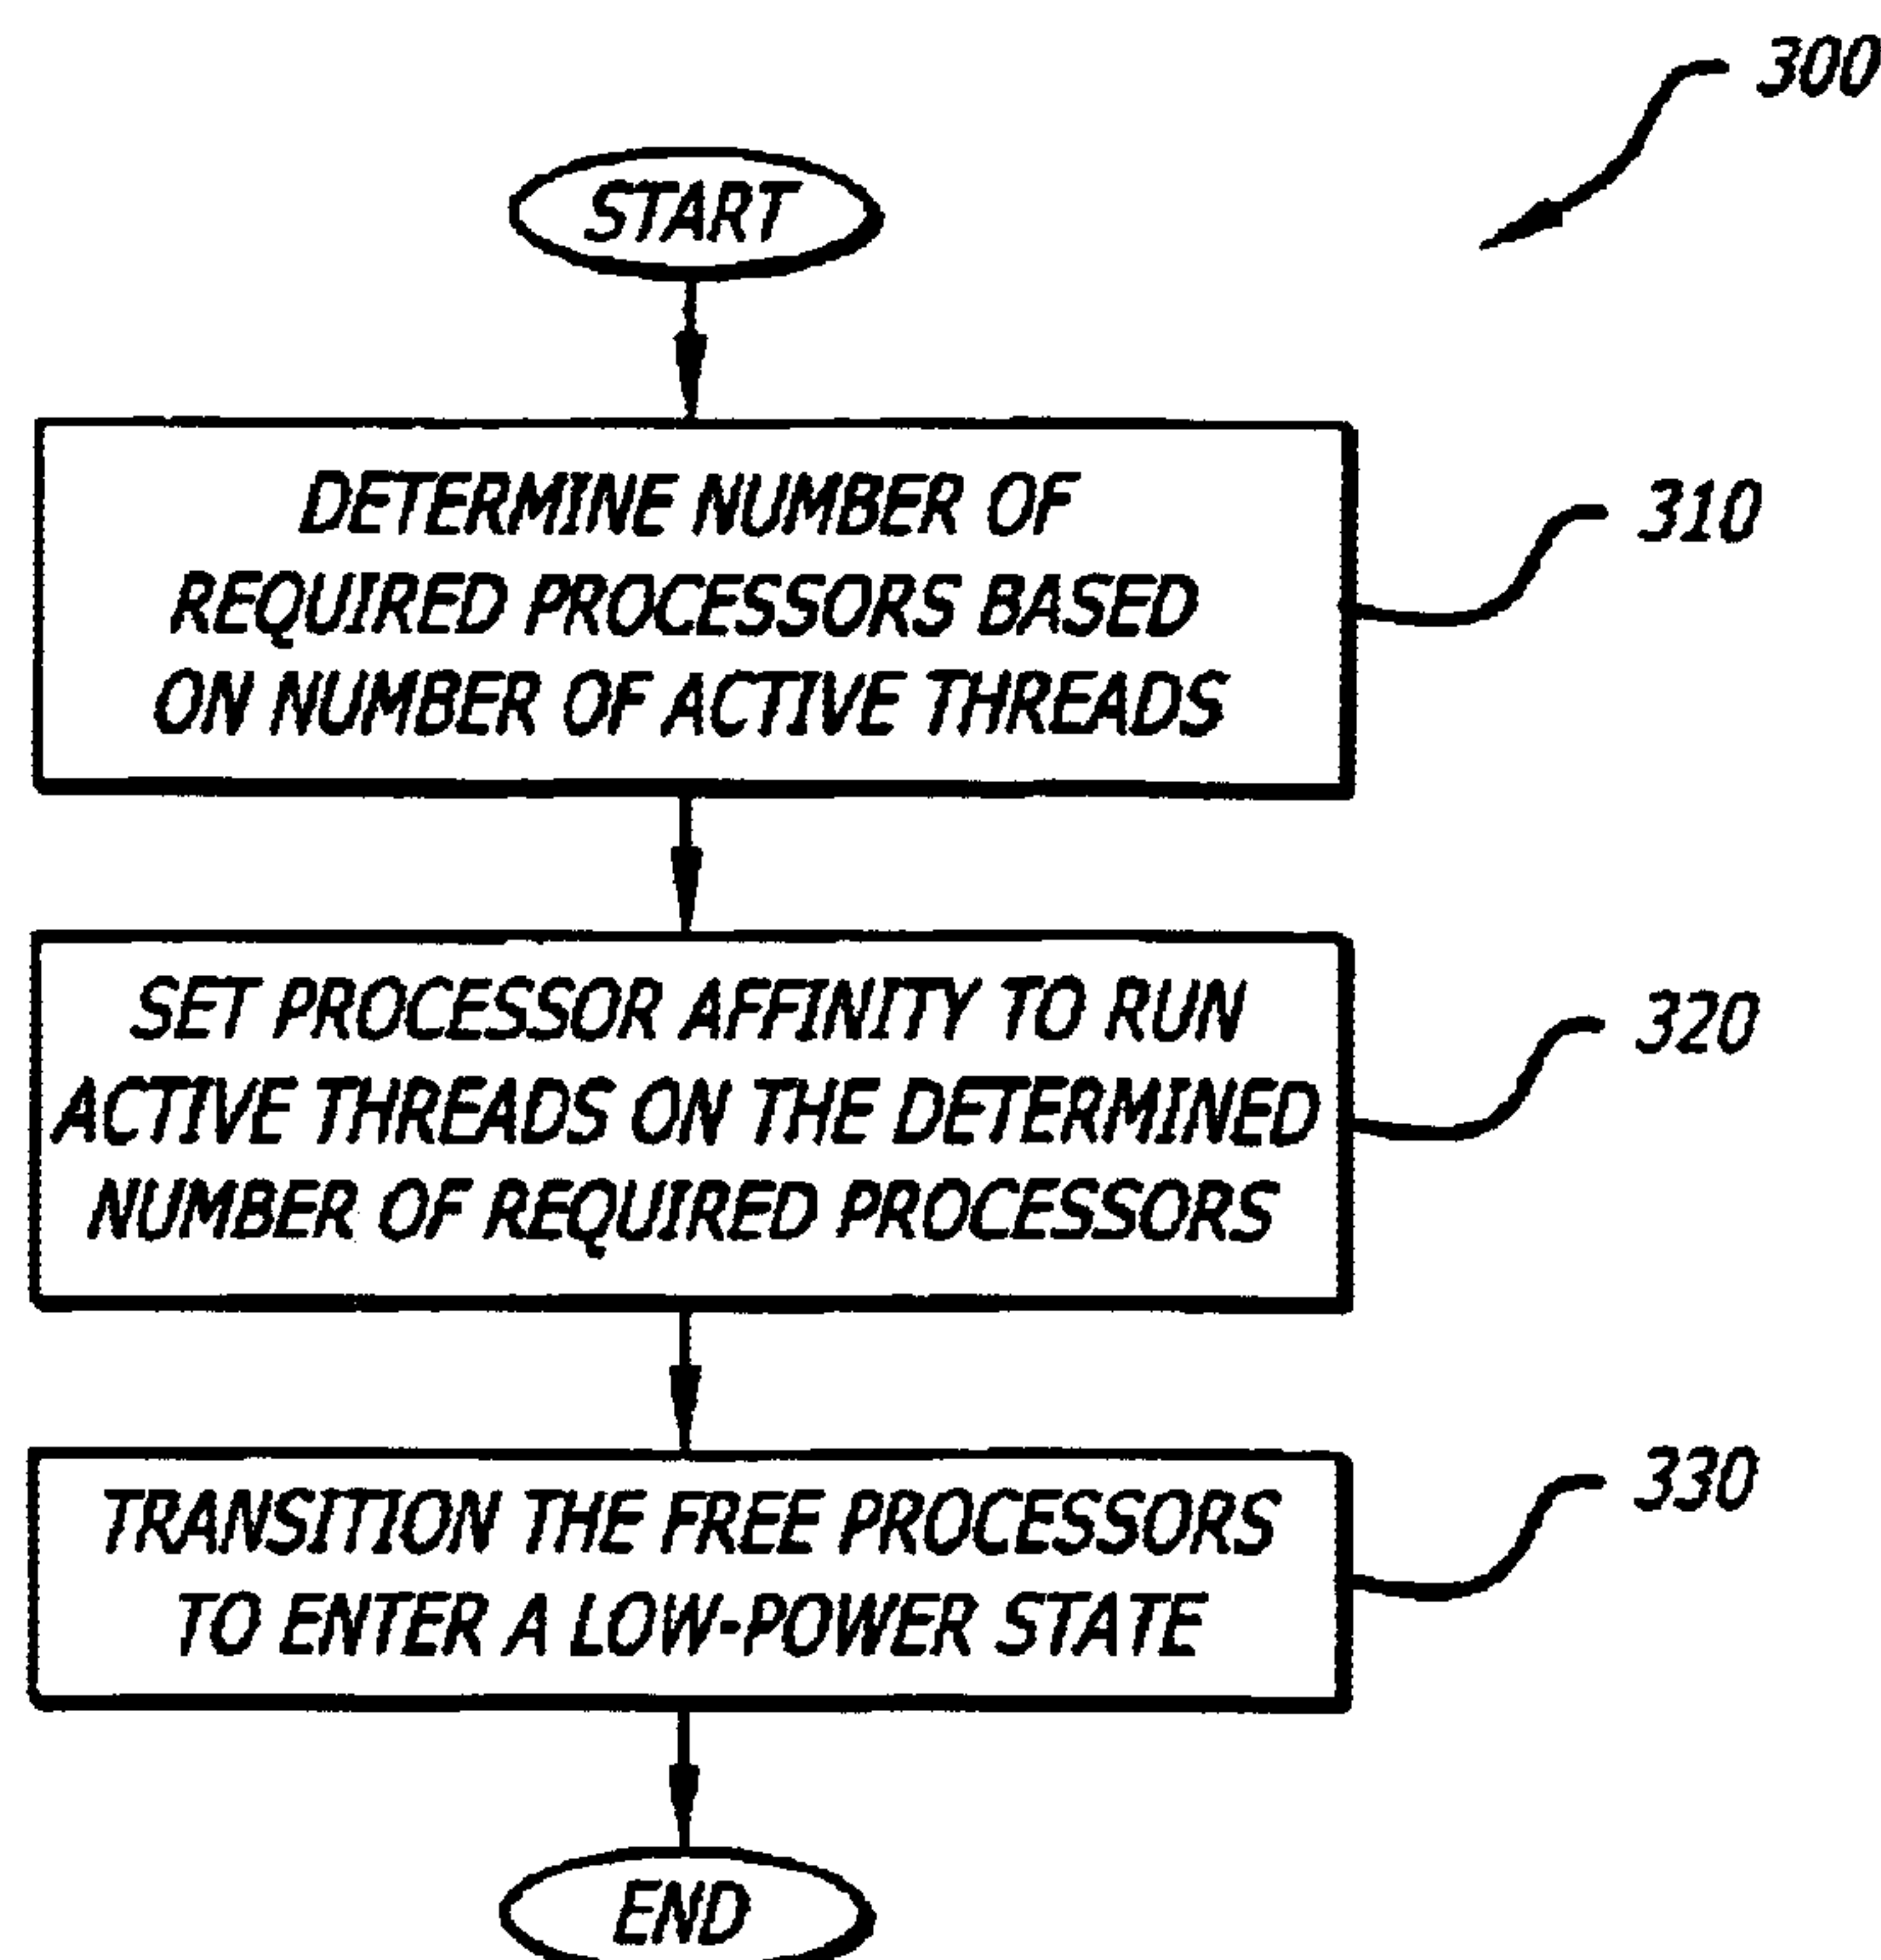 300
START
DETERMINE NUMBER OF
REQUIRED PROCESSORS BASED
ON NUMBER OF ACTIVE THREADS
310
SET PROCESSOR AFFINITY TO RUN
ACTIVE THREADS ON THE DETERMINED
NUMBER OF REQUIRED PROCESSORS
320
TRANSITION THE FREE PROCESSORS
TO ENTER A LOW-POWER STATE
330
END